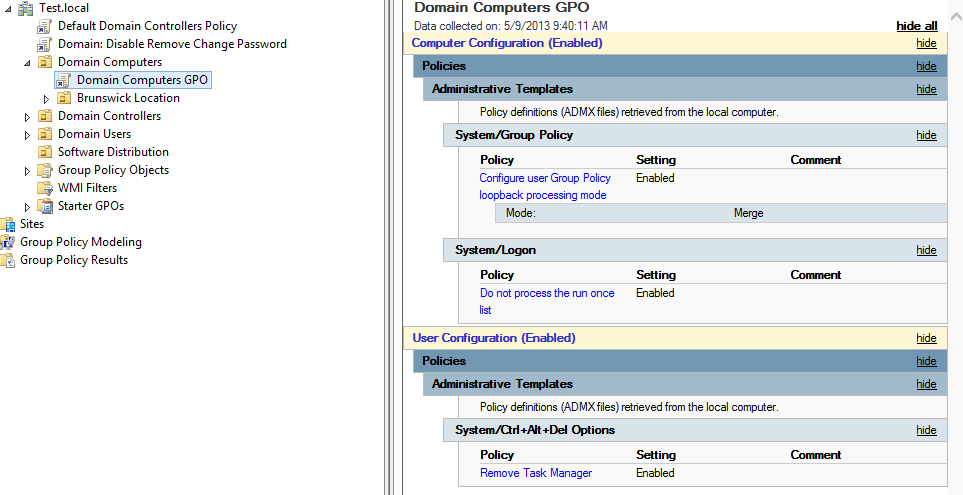 Test.local
Default Domain Controllers Policy
Domain: Disable Remove Change Password
Domain Computers
Domain Computers GPO
Brunswick Location
Domain Controllers
Domain Users
Software Distribution
Group Policy Objects
WMI Filters
Starter GPOs
Sites
Group Policy Modeling
Group Policy Results
Domain Computers GPO
Data collected on: 5/9/2013 9:40:11 AM hide all
Computer Configuration (Enabled) hide
Policies hide
Administrative Templates hide
Policy definitions (ADMX files) retrieved from the local computer.
System/Group Policy hide
Policy Setting Comment
Configure user Group Policy Enabled
loopback processing mode
Mode: Merge
System/Logon hide
Policy Setting Comment
Do not process the run once Enabled
list
User Configuration (Enabled) hide
Policies hide
Administrative Templates hide
Policy definitions (ADMX files) retrieved from the local computer.
System/Ctrl+Alt+Del Options hide
Policy Setting Comment
Remove Task Manager Enabled